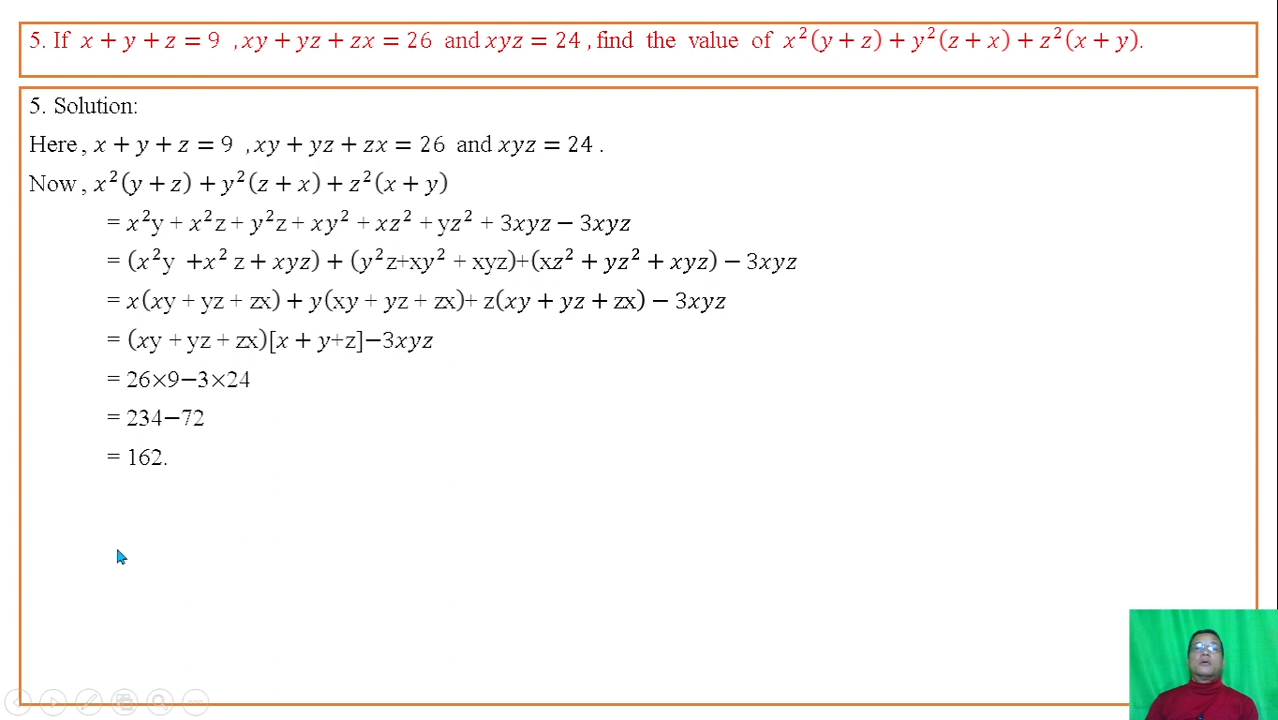 5. If 𝑥 + 𝑦 + 𝑧 = 9 ,𝑥𝑦 + 𝑦𝑧 + 𝑧𝑥 = 26 and 𝑥𝑦𝑧 = 24 ,find the value of 𝑥²(𝑦 + 𝑧) + 𝑦²(𝑧 + 𝑥) + 𝑧²(𝑥 + 𝑦).
5. Solution:
Here , 𝑥 + 𝑦 + 𝑧 = 9 ,𝑥𝑦 + 𝑦𝑧 + 𝑧𝑥 = 26 and 𝑥𝑦𝑧 = 24 .
Now , 𝑥²(𝑦 + 𝑧) + 𝑦²(𝑧 + 𝑥) + 𝑧²(𝑥 + 𝑦)
= 𝑥²y + 𝑥²z + 𝑦²z + 𝑥𝑦² + 𝑥𝑧² + y𝑧² + 3𝑥𝑦𝑧 − 3𝑥𝑦𝑧
= (𝑥²y +𝑥² z + 𝑥𝑦𝑧) + (𝑦²z+x𝑦² + xyz)+(x𝑧² + 𝑦𝑧² + 𝑥𝑦𝑧) − 3𝑥𝑦𝑧
= 𝑥(𝑥y + yz + zx) + 𝑦(xy + 𝑦𝑧 + zx)+ z(𝑥𝑦 + 𝑦𝑧 + zx) − 3𝑥𝑦𝑧
= (𝑥y + yz + zx)[𝑥 + 𝑦+z]−3𝑥𝑦𝑧
= 26×9−3×24
= 234−72
= 162.